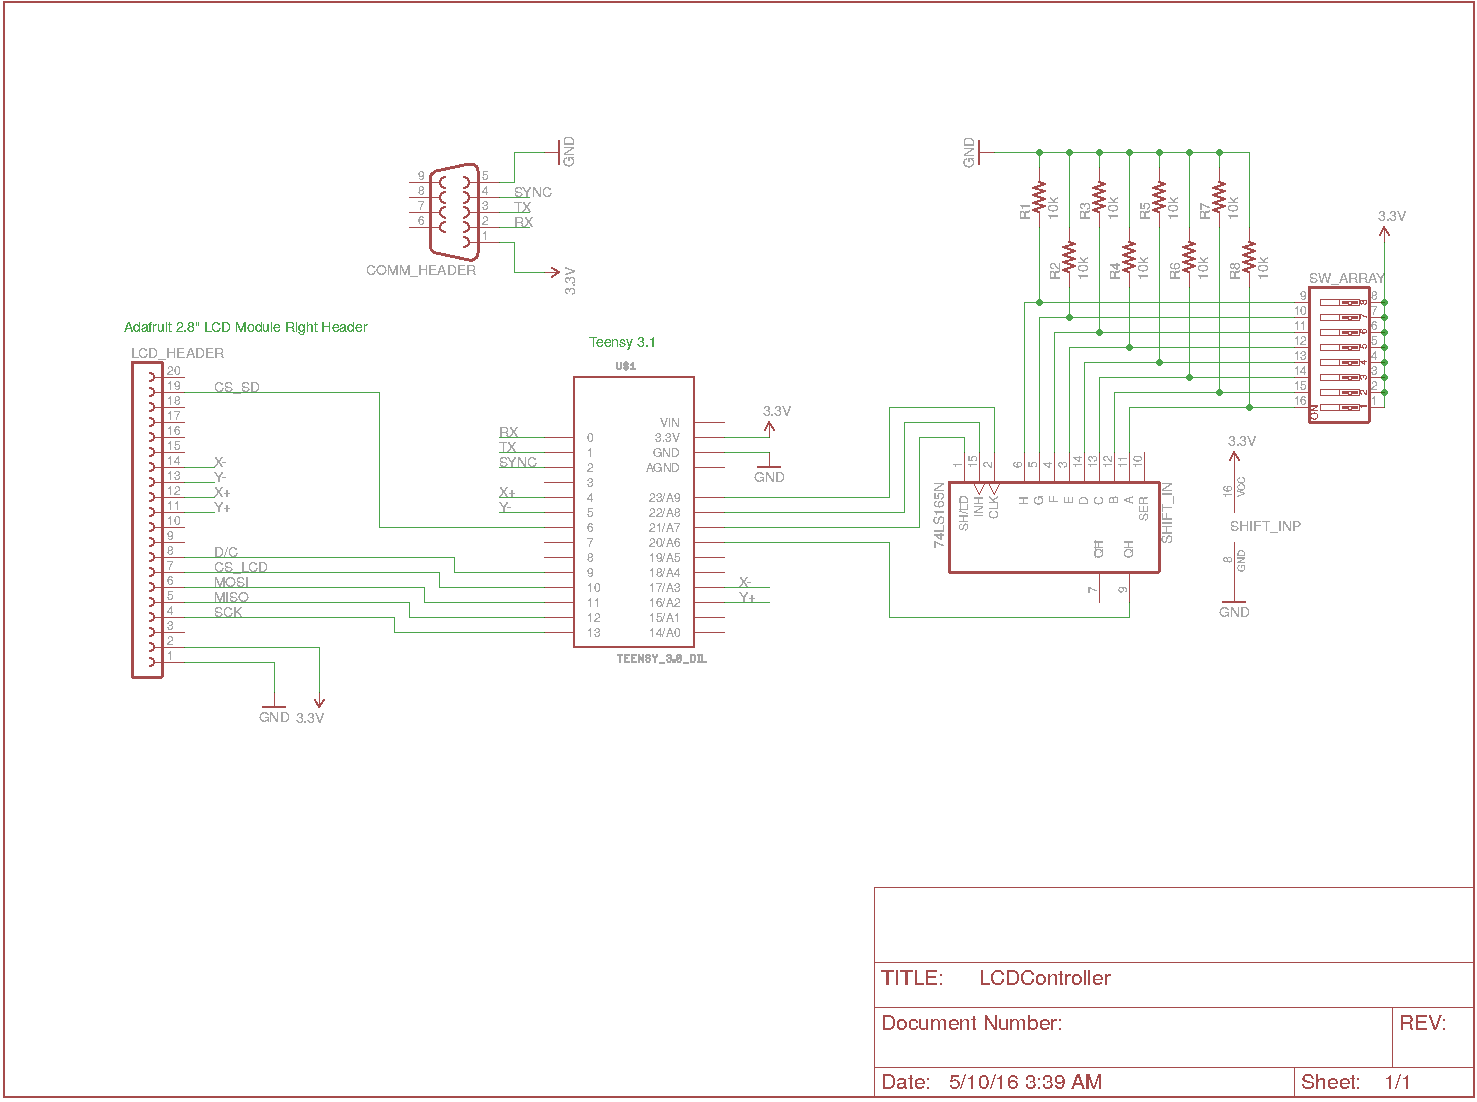 GND
9 5
8 4 SYNC
7 3 TX
6 2 RX
1
COMM_HEADER
3.3V
GND
R1 10k
R3 10k
R5 10k
R7 10k
R2 10k
R4 10k
R6 10k
R8 10k
3.3V
SW_ARRAY
9 8 8
10 7 7
11 6 6
12 5 5
13 4 4
14 3 3
15 2 2
16 1 1
ON
Adafruit 2.8" LCD Module Right Header
LCD_HEADER
20
19 CS_SD
18
17
16
15
14 X-
13 Y-
12 X+
11 Y+
10
9
8 D/C
7 CS_LCD
6 MOSI
5 MISO
4 SCK
3
2
1
GND 3.3V
Teensy 3.1
U$1
VIN
RX 0 3.3V
TX 1 GND
SYNC 2 AGND
3
X+ 4 23/A9
Y- 5 22/A8
6 21/A7
7 20/A6
8 19/A5
9 18/A4
10 17/A3 X-
11 16/A2 Y+
12 15/A1
13 14/A0
TEENSY_3.0_DIL
3.3V
GND
1 15 2 6 5 4 3 14 13 12 11 10
SH/LD INH CLK H G F E D C B A SER
74LS165N
SHIFT_IN
QH QH
7 9
3.3V
16 VCC
SHIFT_INP
8 GND
GND
TITLE: LCDController
Document Number:
REV:
Date: 5/10/16 3:39 AM
Sheet: 1/1